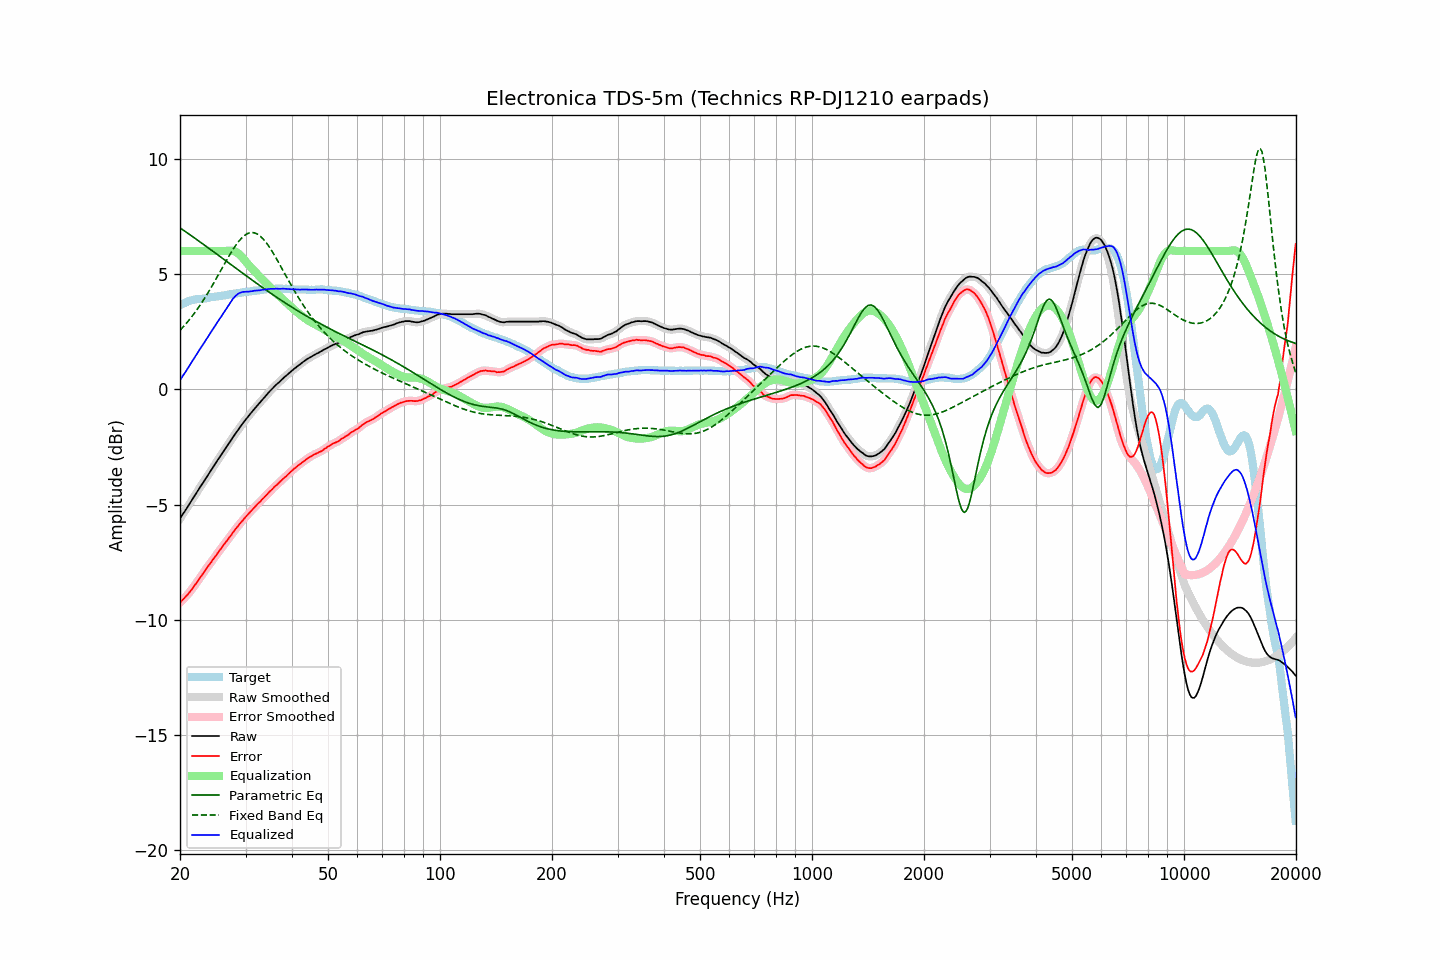 Electronica TDS-5m (Technics RP-DJ1210 earpads)
Amplitude (dBr)
10
5
0
−5
−10
−15
−20
Target
Raw Smoothed
Error Smoothed
Raw
Error
Equalization
Parametric Eq
Fixed Band Eq
Equalized
20 50 100 200 500 1000 2000 5000 10000 20000
Frequency (Hz)